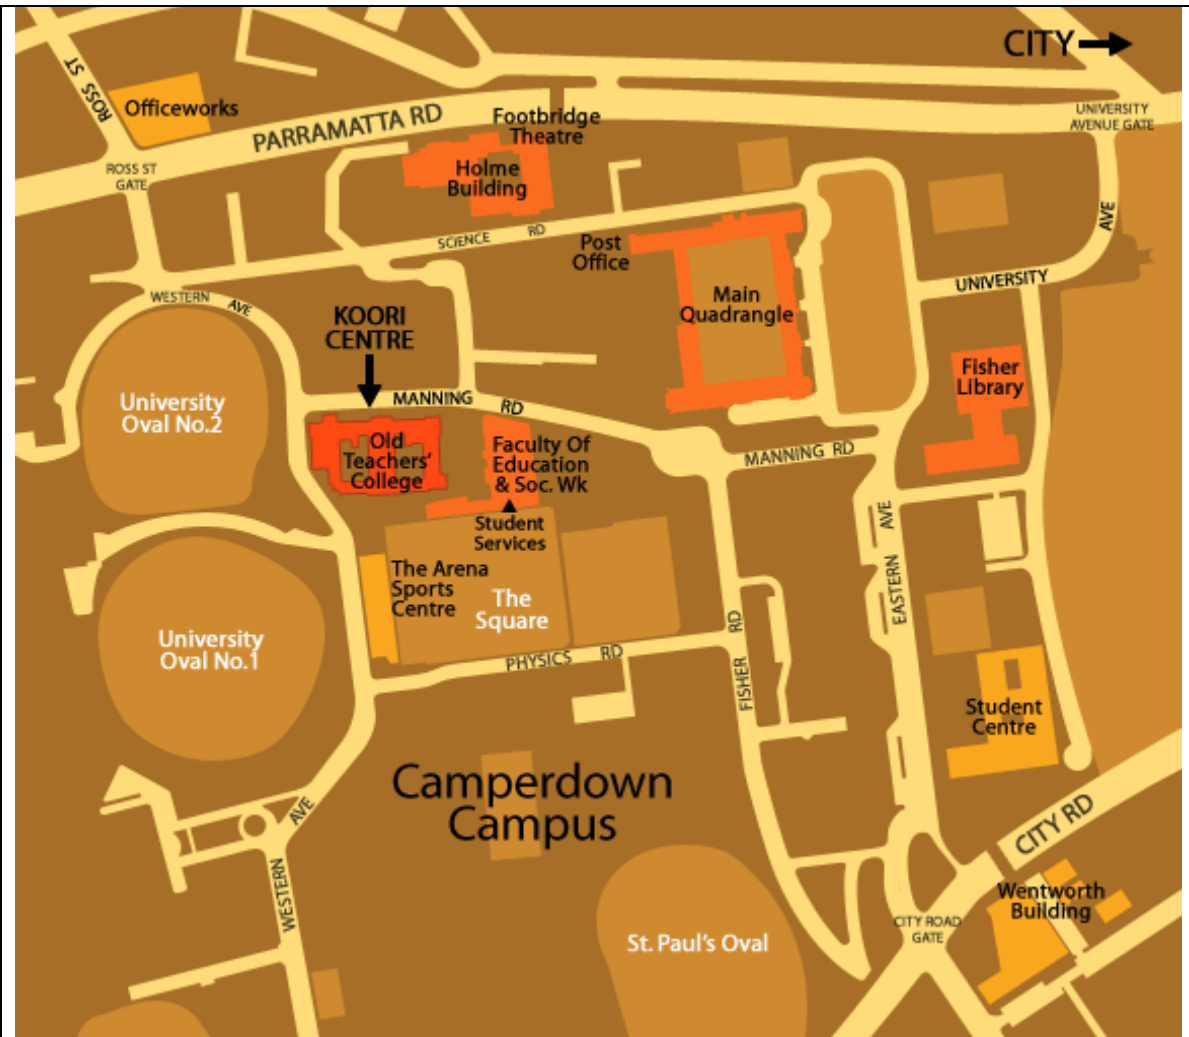 CITY
ROSS ST
Officeworks
PARRAMATTA RD
Footbridge
Theatre
UNIVERSITY
AVENUE GATE
ROSS ST
GATE
Holme
Building
AVE
SCIENCE RD
Post
Office
UNIVERSITY
WESTERN AVE
KOORI
CENTRE
Main
Quadrangle
Fisher
Library
University
Oval No.2
MANNING RD
Old
Teachers'
College
Faculty Of
Education
& Soc. Wk
MANNING RD
Student
Services
EASTERN AVE
The Arena
Sports
Centre
The
Square
University
Oval No.1
PHYSICS RD
FISHER RD
Student
Centre
Camperdown
Campus
WESTERN AVE
CITY RD
Wentworth
Building
CITY ROAD
GATE
St. Paul's Oval